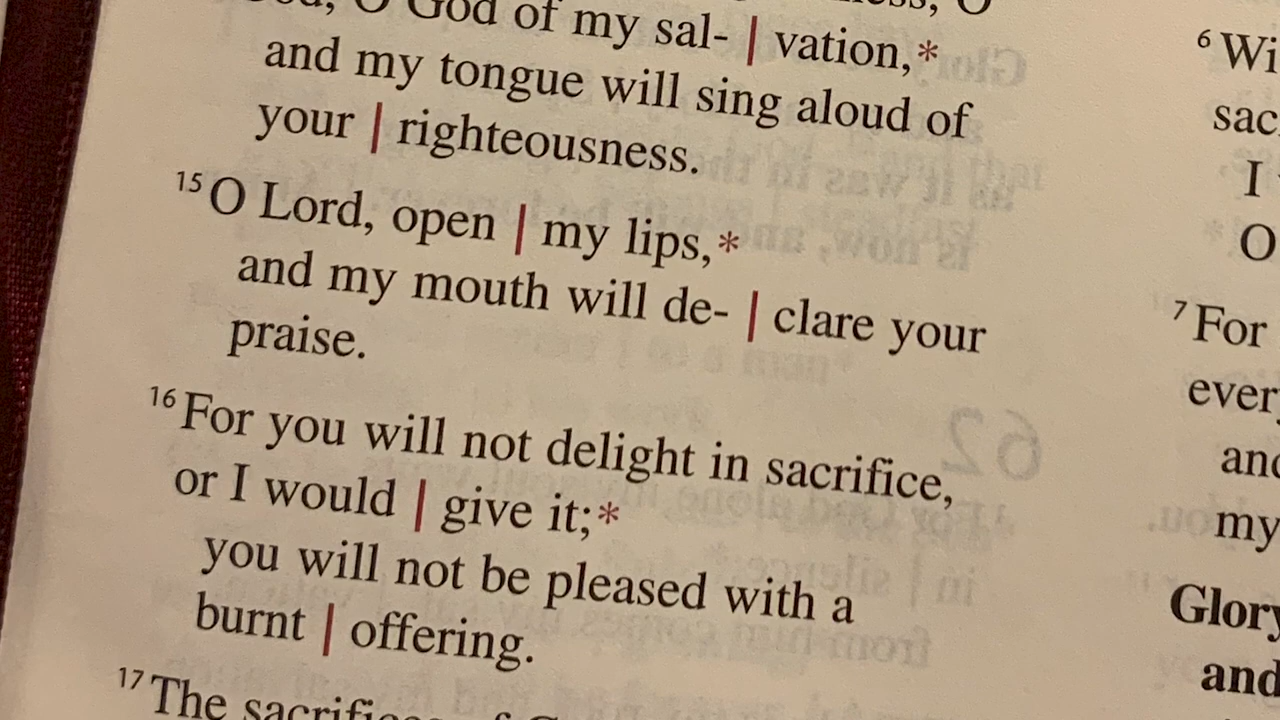 God of my sal- | vation,*
and my tongue will sing aloud of
your | righteousness.
15 O Lord, open | my lips,*
and my mouth will de- | clare your
praise.
16 For you will not delight in sacrifice,
or I would | give it;*
you will not be pleased with a
burnt | offering.
17 The
6 Wi
sac
I
O
7 For
ever
and
my
Glory
and